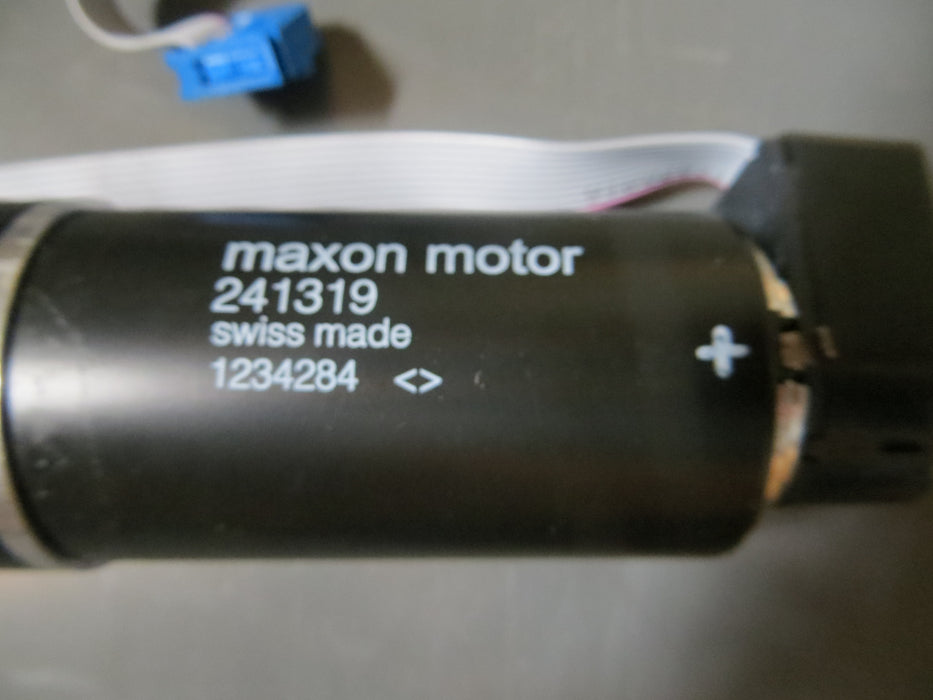 maxon motor
241319
swiss made
1234284 <>
+